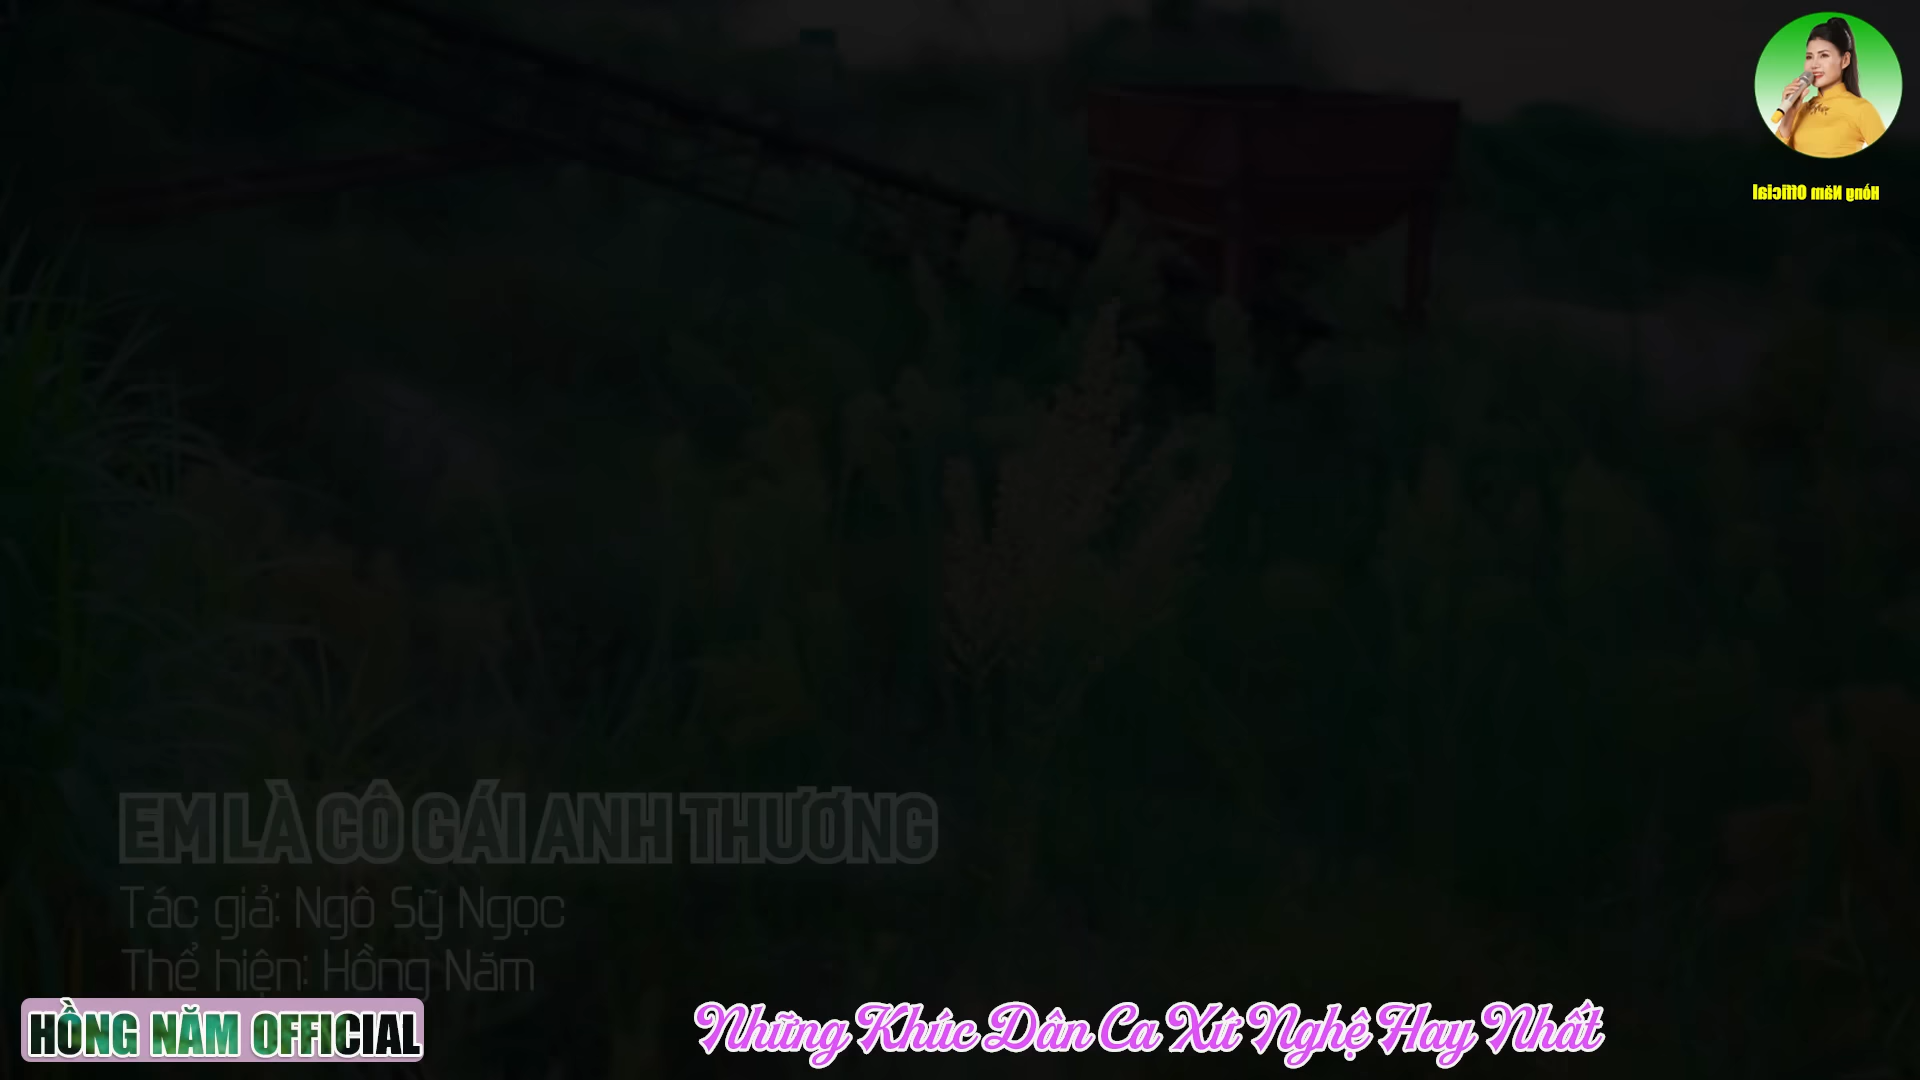 Hồng Năm Official
EM LÀ CÔ GÁI ANH THƯƠNG
Tác giả: Ngô Sỹ Ngọc
Thể hiện: Hồng Năm
HỒNG NĂM OFFICIAL
Những Khúc Dân Ca Xứ Nghệ Hay Nhất